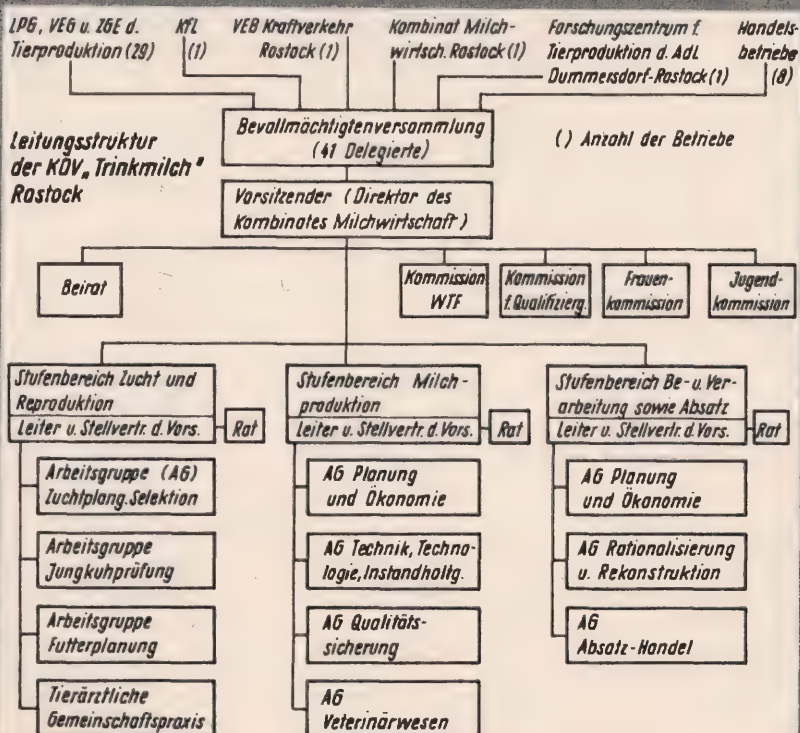 LPG, VEG u. ZGE d.
Tierproduktion (29)
KfL
(1)
VEB Kraftverkehr
Rostock (1)
Kombinat Milch-
wirtsch. Rostock (1)
Forschungszentrum f.
Tierproduktion d. AdL
Dummersdorf-Rostock (1)
Handels-
betriebe
(8)
Leitungsstruktur
der KOV „Trinkmilch"
Rostock
Bevollmächtigtenversammlung
(41 Delegierte)
( ) Anzahl der Betriebe
Vorsitzender (Direktor des
Kombinates Milchwirtschaft)
Beirat
Kommission
WTF
Kommission
f. Qualifizierg.
Frauen-
kommission
Jugend-
kommission
Stufenbereich Zucht und
Reproduktion
Leiter u. Stellvertr. d. Vors.
Rat
Arbeitsgruppe (AG)
Zuchtplang. Selektion
Arbeitsgruppe
Jungkuhprüfung
Arbeitsgruppe
Futterplanung
Tierärztliche
Gemeinschaftspraxis
Stufenbereich Milch-
produktion
Leiter u. Stellvertr. d. Vors.
Rat
AG Planung
und Ökonomie
AG Technik, Techno-
logie, Instandhaltg.
AG Qualitäts-
sicherung
AG
Veterinärwesen
Stufenbereich Be- u. Ver-
arbeitung sowie Absatz
Leiter u. Stellvertr. d. Vors.
Rat
AG Planung
und Ökonomie
AG Rationalisierung
u. Rekonstruktion
AG
Absatz-Handel